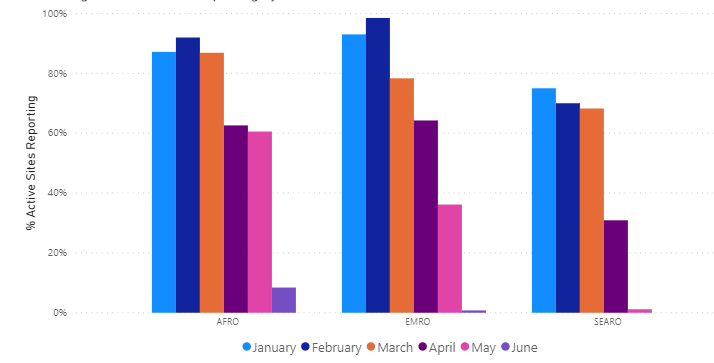 100%
80%
60%
40%
20%
0%
% Active Sites Reporting
AFRO EMRO SEARO
January February March April May June